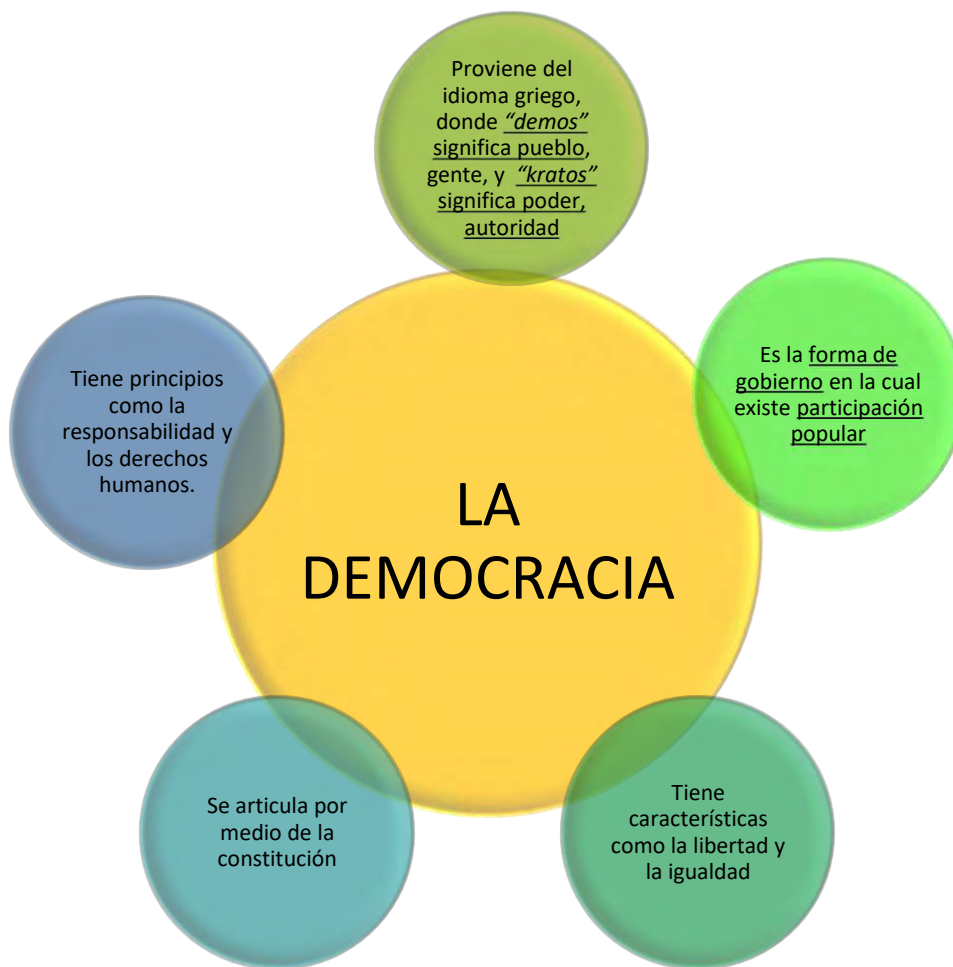 Proviene del
idioma griego,
donde “demos”
significa pueblo,
gente, y “kratos”
significa poder,
autoridad
Es la forma de
gobierno en la cual
existe participación
popular
Tiene principios
como la
responsabilidad y
los derechos
humanos.
LA
DEMOCRACIA
Se articula por
medio de la
constitución
Tiene
características
como la libertad y
la igualdad